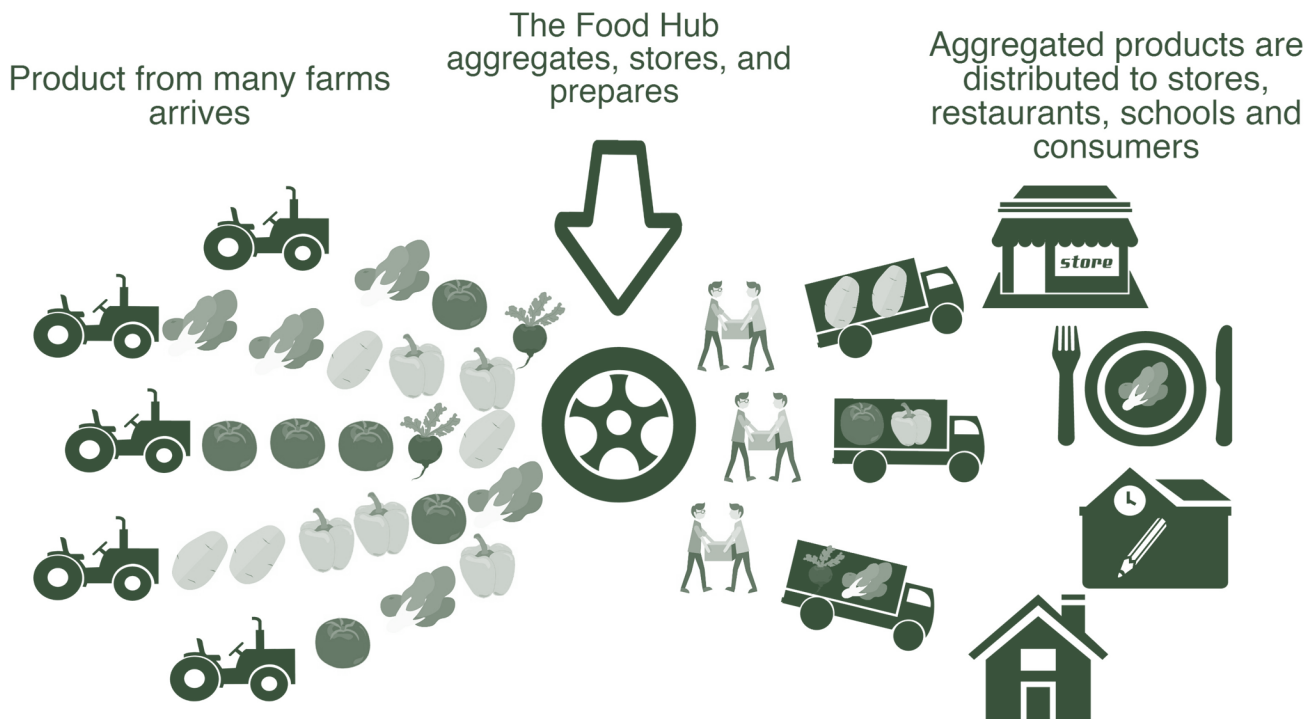 Product from many farms
arrives
The Food Hub
aggregates, stores, and
prepares
Aggregated products are
distributed to stores,
restaurants, schools and
consumers
store